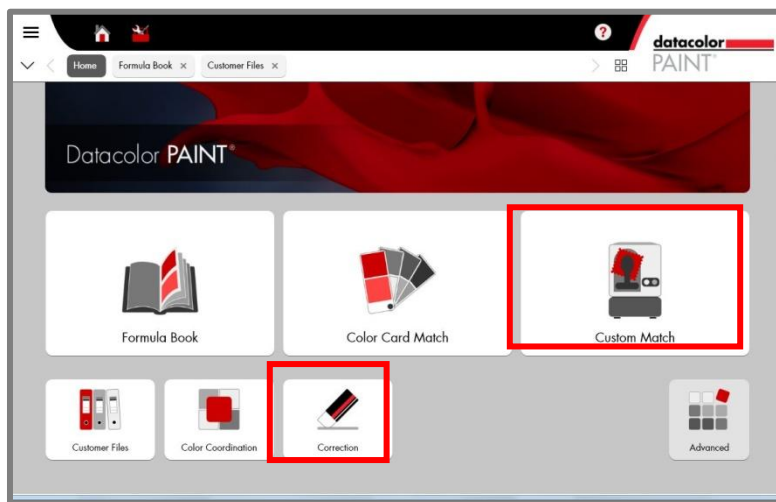 ?
datacolor
PAINT®
Home
Formula Book ×
Customer Files ×
Datacolor PAINT®
Formula Book
Color Card Match
Custom Match
Customer Files
Color Coordination
Correction
Advanced